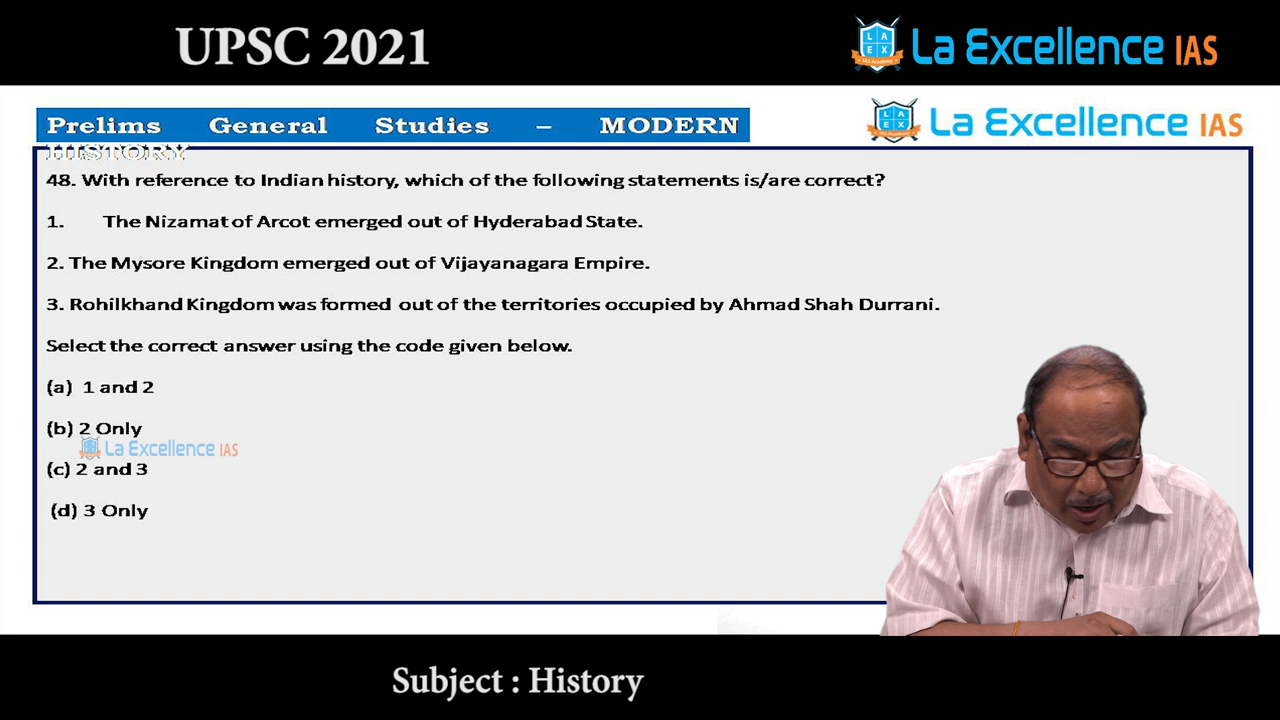 UPSC 2021
La Excellence IAS
Prelims General Studies – MODERN
La Excellence IAS
HISTORY
48. With reference to Indian history, which of the following statements is/are correct?
1. The Nizamat of Arcot emerged out of Hyderabad State.
2. The Mysore Kingdom emerged out of Vijayanagara Empire.
3. Rohilkhand Kingdom was formed out of the territories occupied by Ahmad Shah Durrani.
Select the correct answer using the code given below.
(a) 1 and 2
(b) 2 Only
La Excellence IAS
(c) 2 and 3
(d) 3 Only
Subject : History